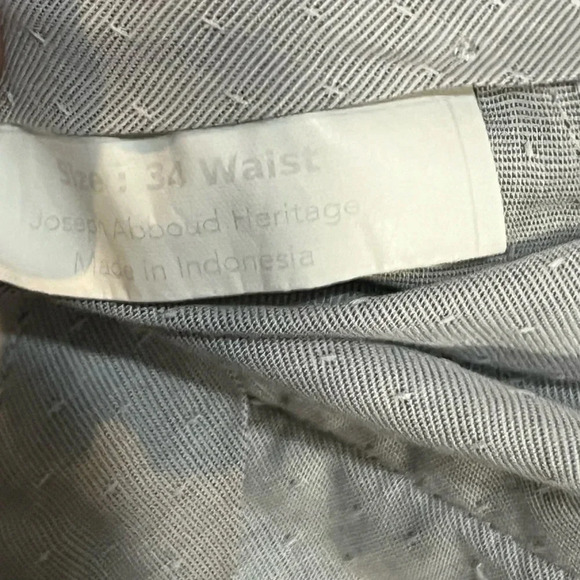 Size : 34 Waist
Joseph Abboud Heritage
Made in Indonesia